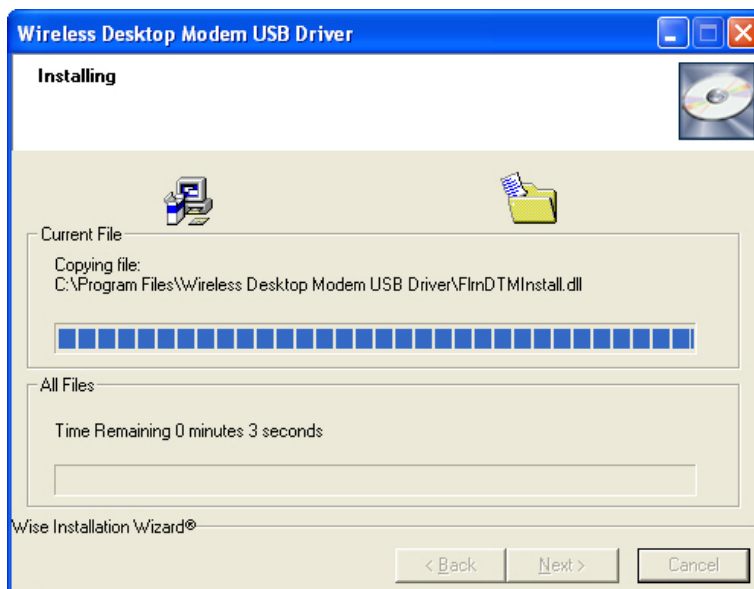 Wireless Desktop Modem USB Driver
Installing
Current File
Copying file:
C:\Program Files\Wireless Desktop Modem USB Driver\FlrnDTMInstall.dll
All Files
Time Remaining 0 minutes 3 seconds
Wise Installation Wizard®
< Back
Next >
Cancel